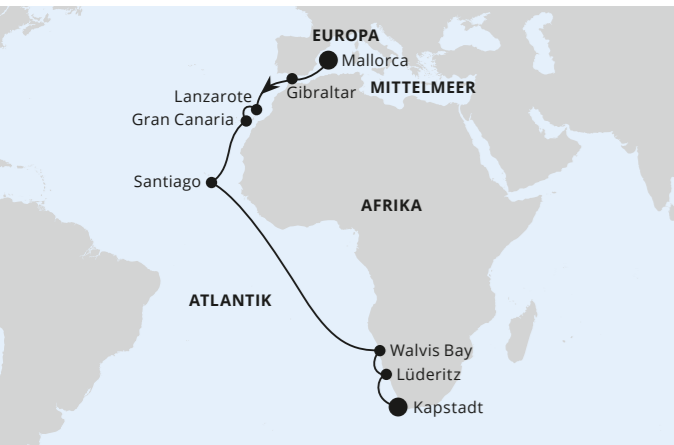 EUROPA
Mallorca
Gibraltar
MITTELMEER
Lanzarote
Gran Canaria
Santiago
AFRIKA
ATLANTIK
Walvis Bay
Lüderitz
Kapstadt